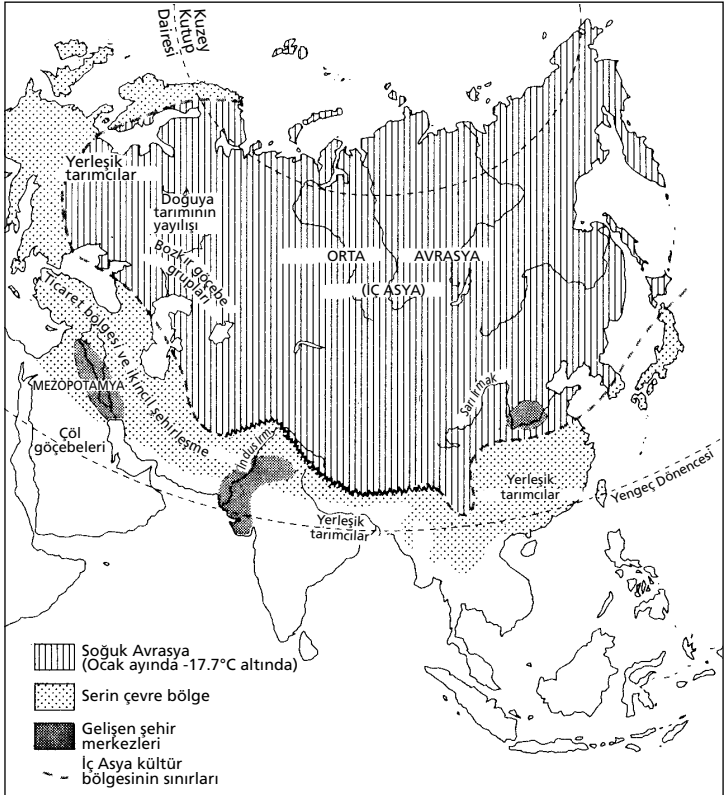 Kuzey
Kutup
Dairesi
Yerleşik
tarımcılar
Doğuya
tarımının
yayılışı
Bozkır göçebe
grupları
ORTA AVRASYA
(İÇ ASYA)
Ticaret bölgesi ve ikincil şehirleşme
MEZOPOTAMYA
Çöl
göçebeleri
İndus Irm.
Sarı Irmak
Yerleşik
tarımcılar
Yerleşik
tarımcılar
Yengeç Dönencesi
Soğuk Avrasya
(Ocak ayında -17.7°C altında)
Serin çevre bölge
Gelişen şehir
merkezleri
İç Asya kültür
bölgesinin sınırları